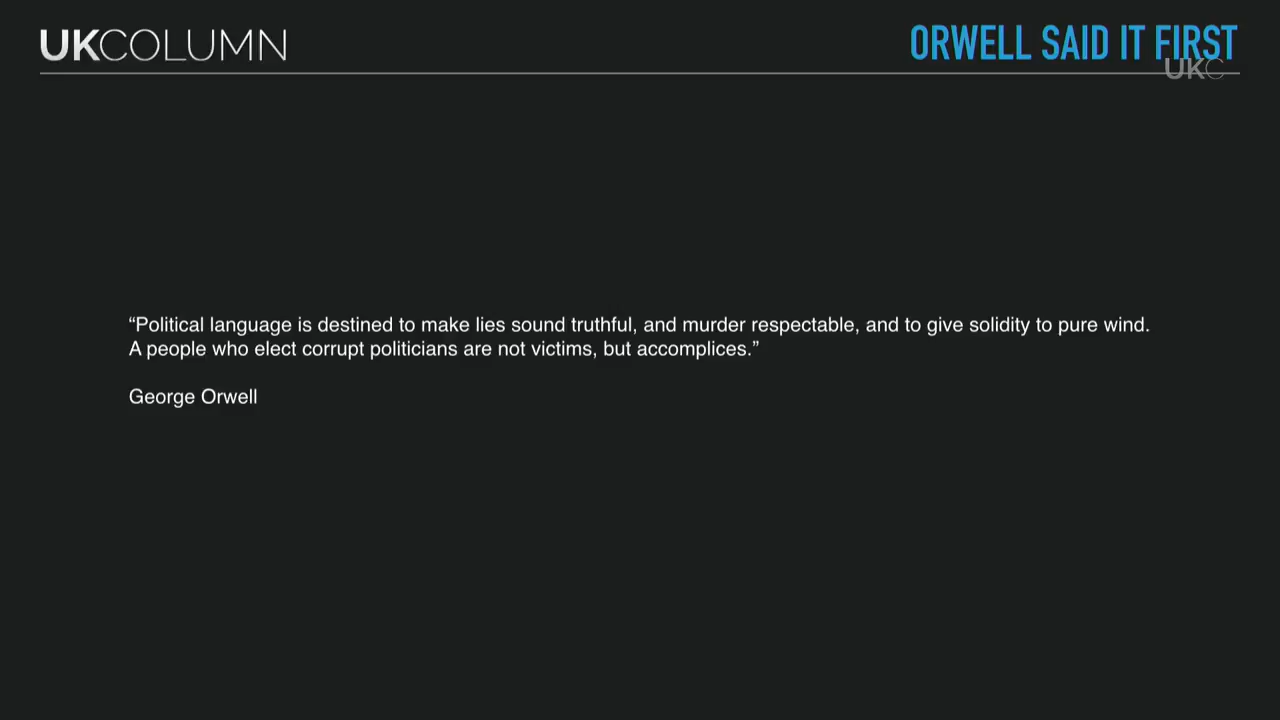 UKCOLUMN
ORWELL SAID IT FIRST
UKC
“Political language is destined to make lies sound truthful, and murder respectable, and to give solidity to pure wind.
A people who elect corrupt politicians are not victims, but accomplices.”
George Orwell